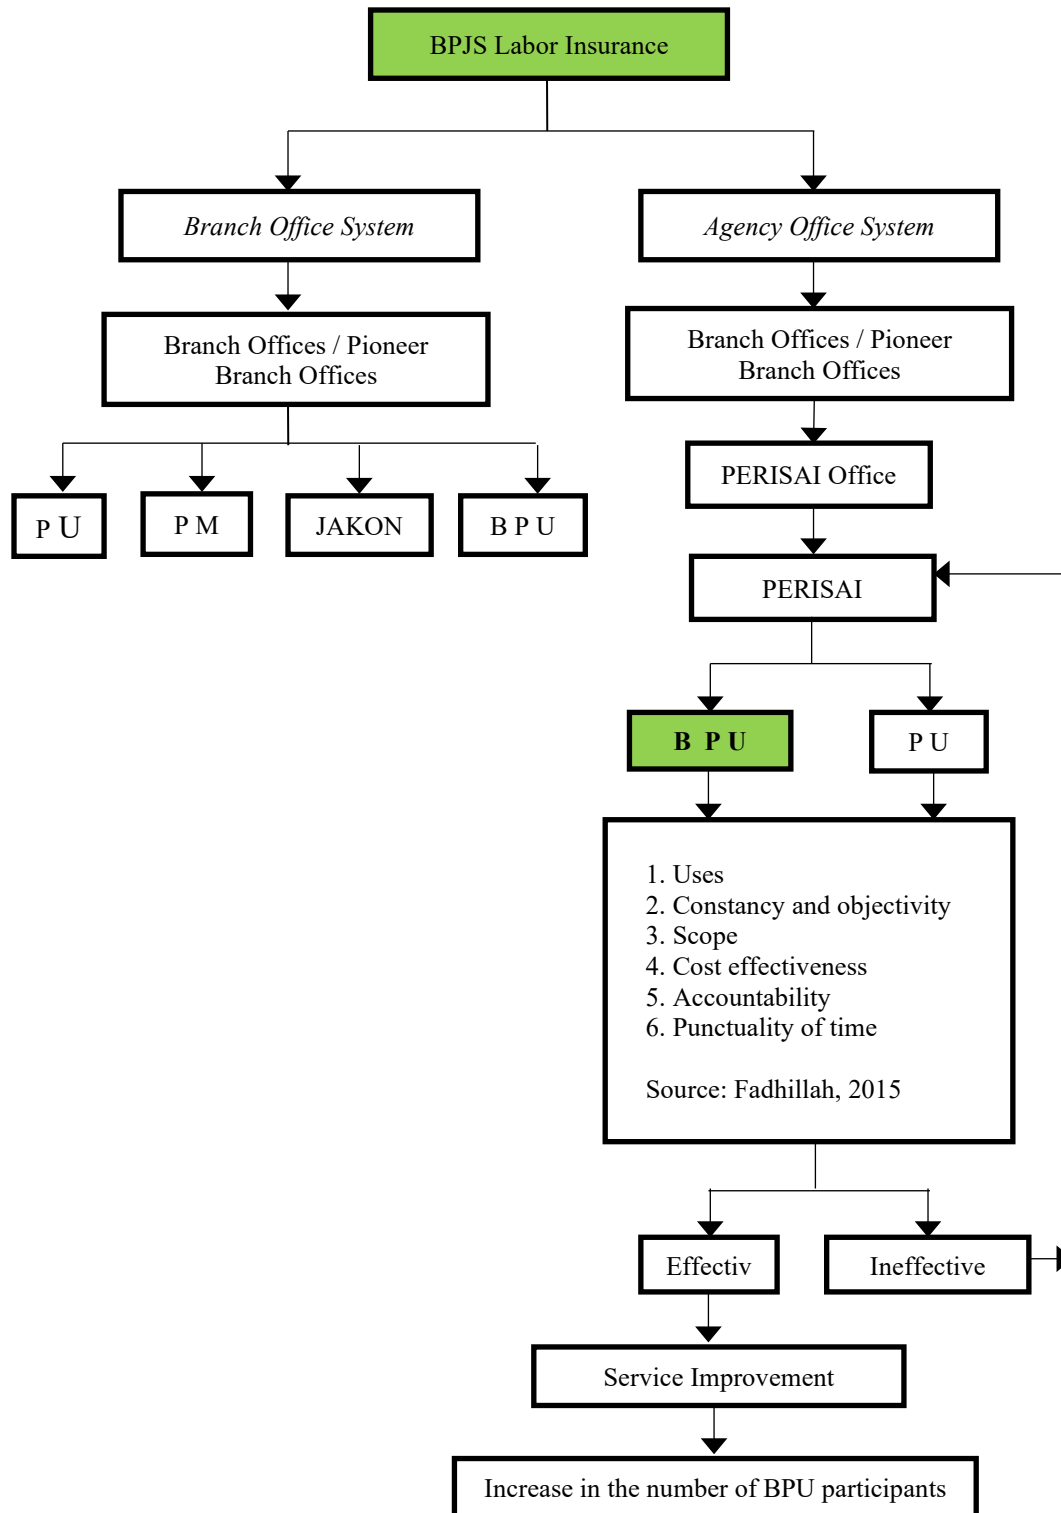 BPJS Labor Insurance
Branch Office System
Agency Office System
Branch Offices / Pioneer
Branch Offices
Branch Offices / Pioneer
Branch Offices
PERISAI Office
P U
P M
JAKON
B P U
PERISAI
B P U
P U
1. Uses
2. Constancy and objectivity
3. Scope
4. Cost effectiveness
5. Accountability
6. Punctuality of time
Source: Fadhillah, 2015
Effectiv
Ineffective
Service Improvement
Increase in the number of BPU participants